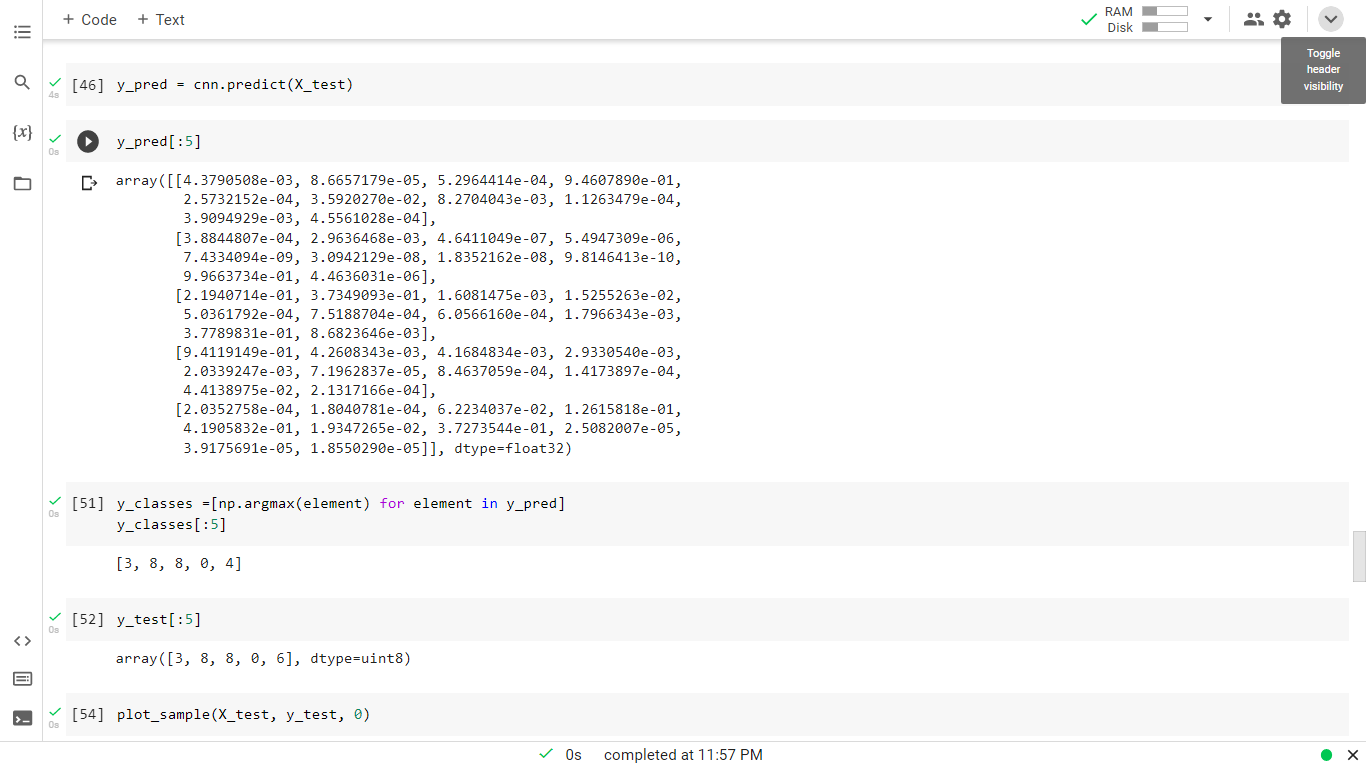 + Code + Text
RAM
Disk
Toggle
header
visibility
[46] y_pred = cnn.predict(X_test)
4s
y_pred[:5]
0s
array([[4.3790508e-03, 8.6657179e-05, 5.2964414e-04, 9.4607890e-01,
2.5732152e-04, 3.5920270e-02, 8.2704043e-03, 1.1263479e-04,
3.9094929e-03, 4.5561028e-04],
[3.8844807e-04, 2.9636468e-03, 4.6411049e-07, 5.4947309e-06,
7.4334094e-09, 3.0942129e-08, 1.8352162e-08, 9.8146413e-10,
9.9663734e-01, 4.4636031e-06],
[2.1940714e-01, 3.7349093e-01, 1.6081475e-03, 1.5255263e-02,
5.0361792e-04, 7.5188704e-04, 6.0566160e-04, 1.7966343e-03,
3.7789831e-01, 8.6823646e-03],
[9.4119149e-01, 4.2608343e-03, 4.1684834e-03, 2.9330540e-03,
2.0339247e-03, 7.1962837e-05, 8.4637059e-04, 1.4173897e-04,
4.4138975e-02, 2.1317166e-04],
[2.0352758e-04, 1.8040781e-04, 6.2234037e-02, 1.2615818e-01,
4.1905832e-01, 1.9347265e-02, 3.7273544e-01, 2.5082007e-05,
3.9175691e-05, 1.8550290e-05]], dtype=float32)
[51] y_classes =[np.argmax(element) for element in y_pred]
0s
y_classes[:5]
[3, 8, 8, 0, 4]
[52] y_test[:5]
0s
array([3, 8, 8, 0, 6], dtype=uint8)
[54] plot_sample(X_test, y_test, 0)
0s
0s completed at 11:57 PM